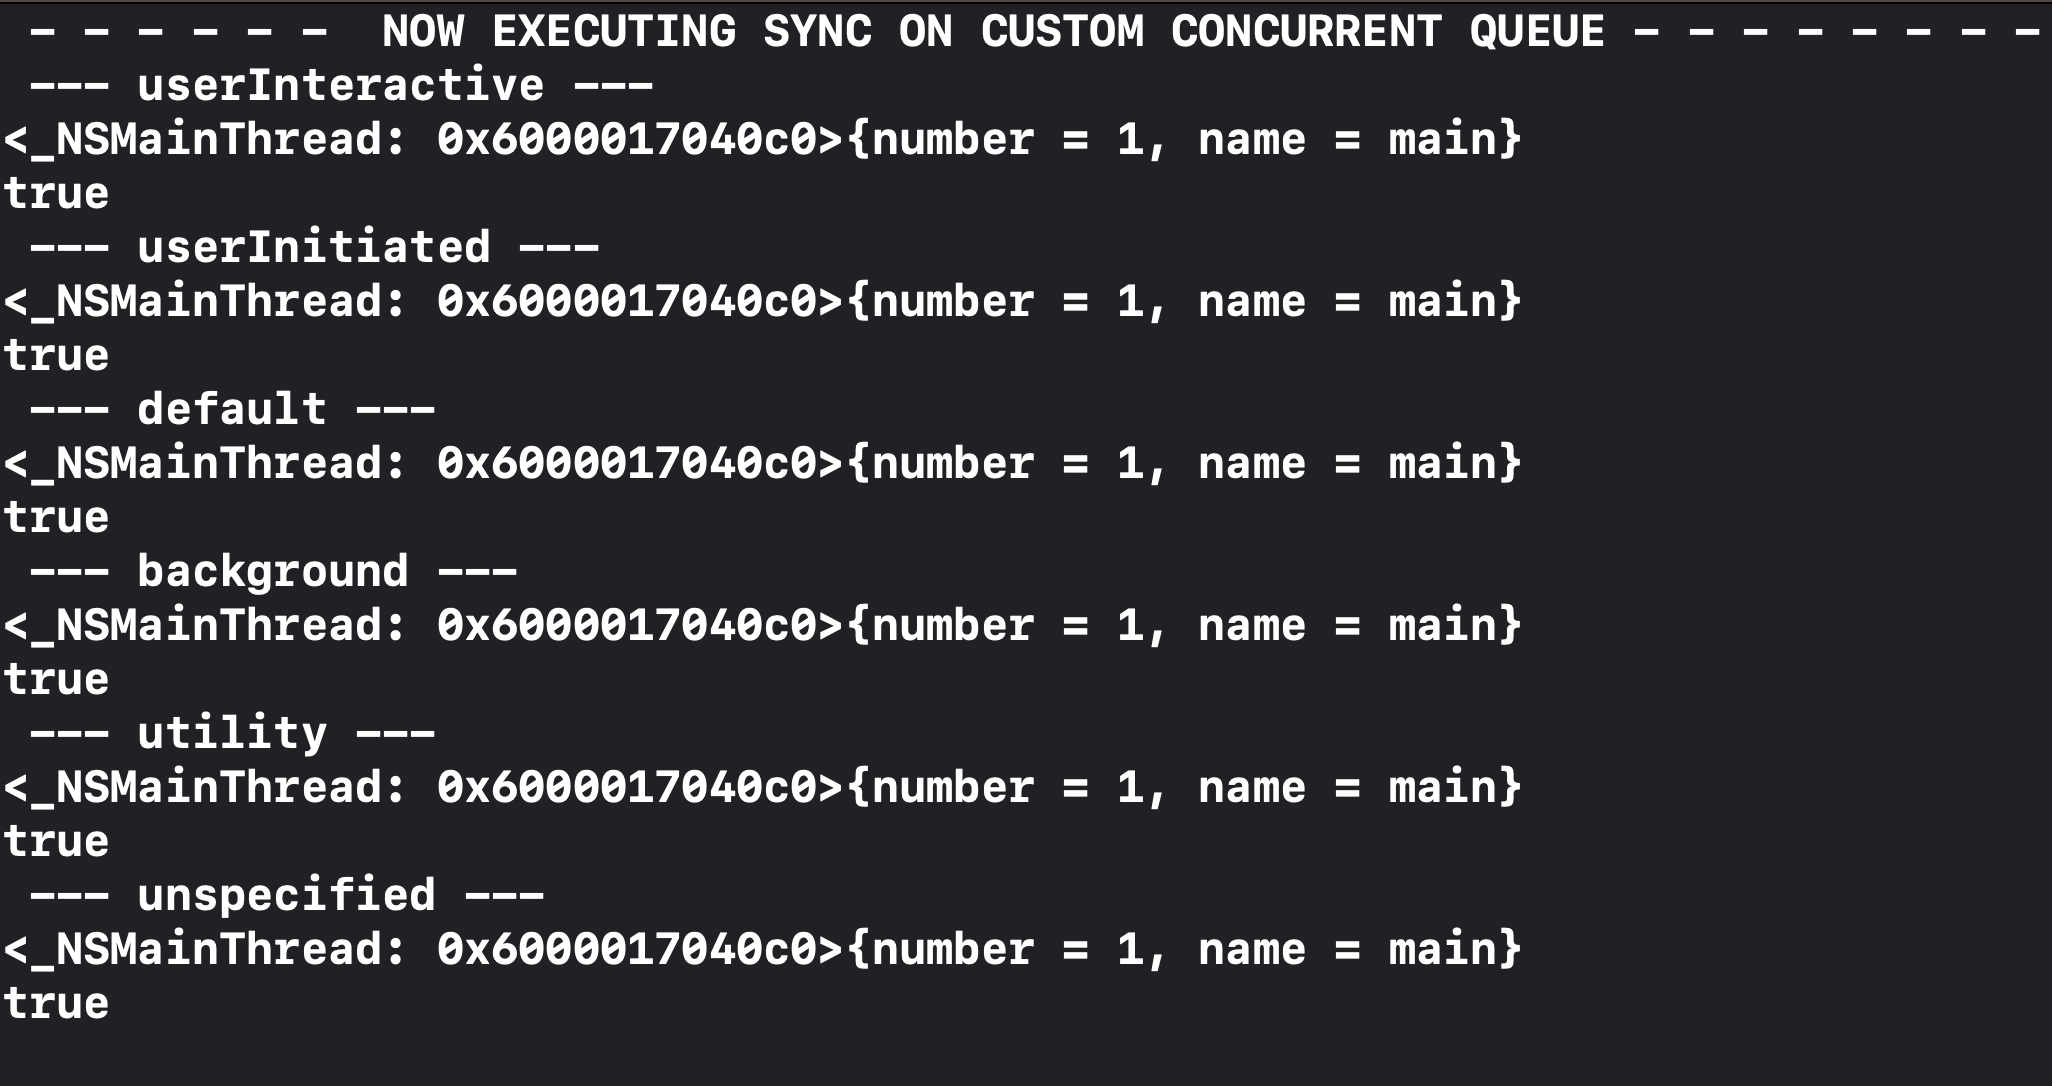 - - - - - -  NOW EXECUTING SYNC ON CUSTOM CONCURRENT QUEUE - - - - - - - -
--- userInteractive ---
<_NSMainThread: 0x6000017040c0>{number = 1, name = main}
true
--- userInitiated ---
<_NSMainThread: 0x6000017040c0>{number = 1, name = main}
true
--- default ---
<_NSMainThread: 0x6000017040c0>{number = 1, name = main}
true
--- background ---
<_NSMainThread: 0x6000017040c0>{number = 1, name = main}
true
--- utility ---
<_NSMainThread: 0x6000017040c0>{number = 1, name = main}
true
--- unspecified ---
<_NSMainThread: 0x6000017040c0>{number = 1, name = main}
true